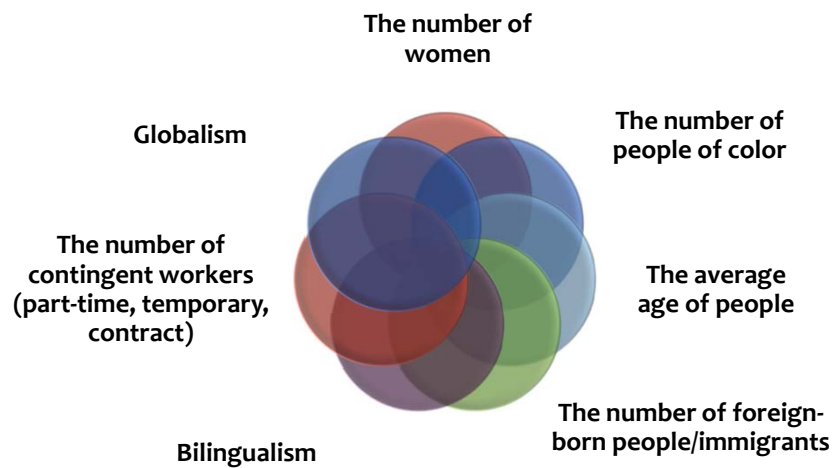 The number of
women
Globalism
The number of
people of color
The number of
contingent workers
(part-time, temporary,
contract)
The average
age of people
The number of foreign-
born people/immigrants
Bilingualism